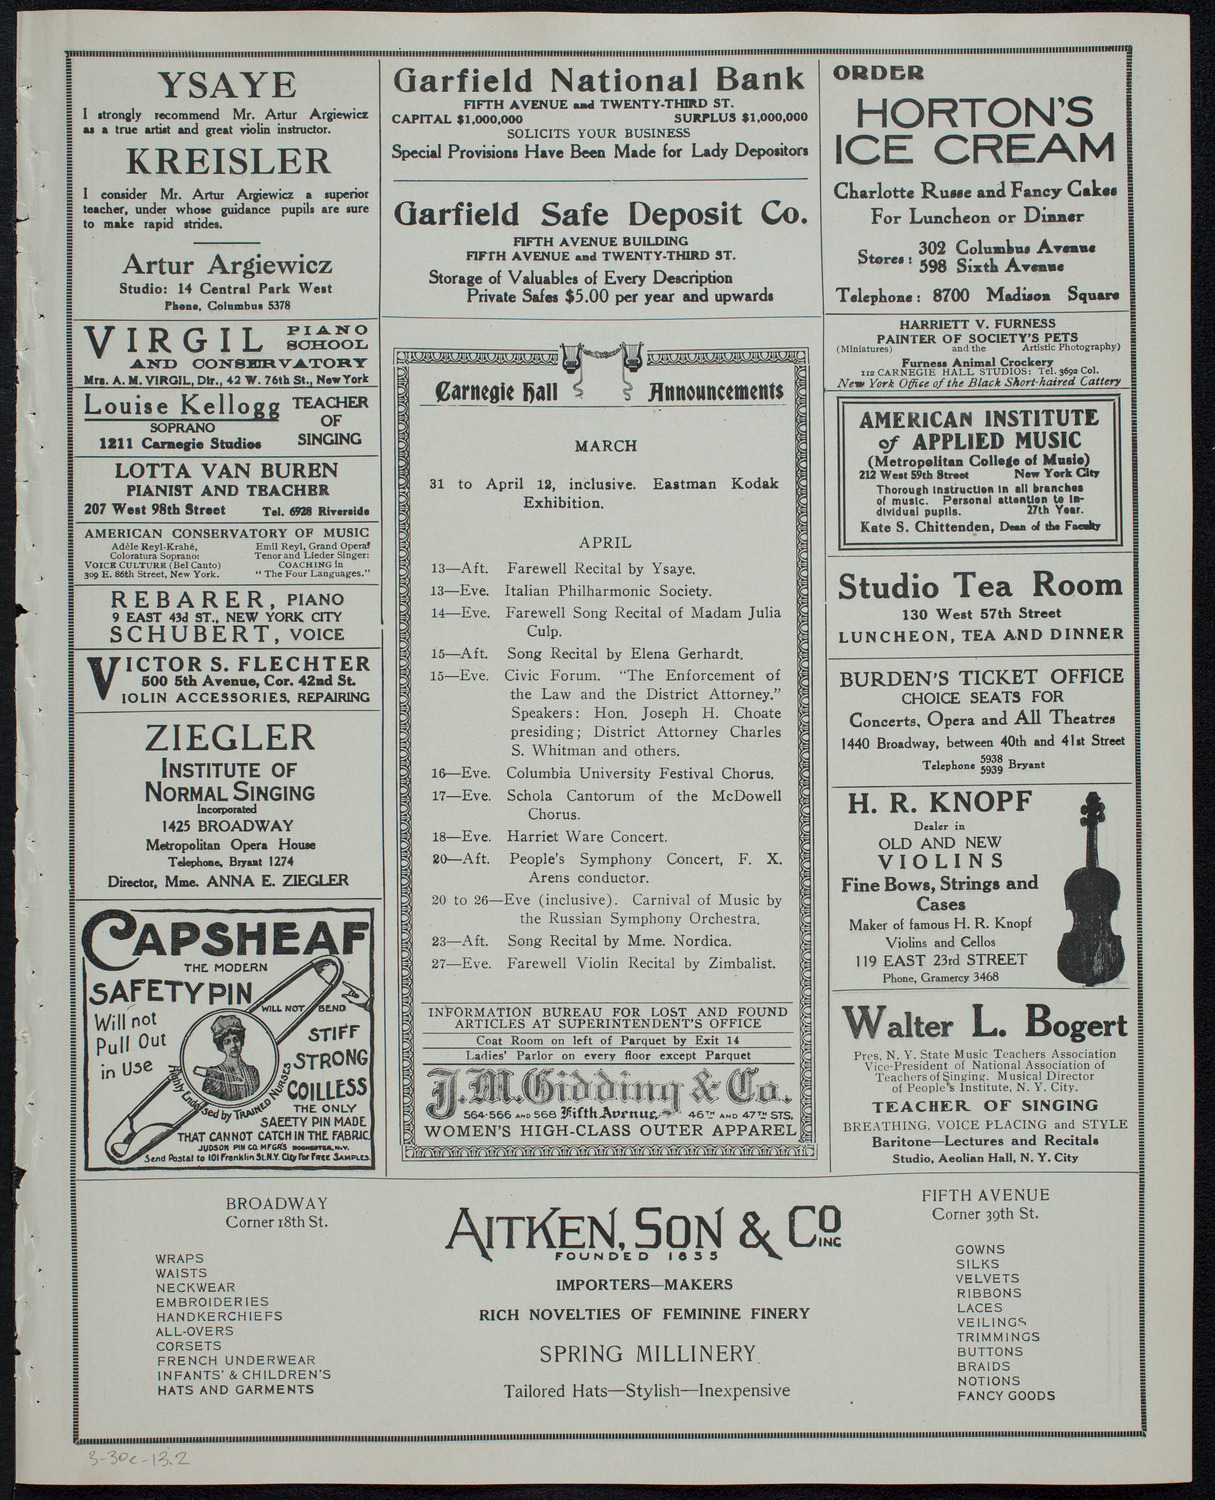 YSAYE
I strongly recommend Mr. Artur Argiewicz
as a true artist and great violin instructor.
KREISLER
I consider Mr. Artur Argiewicz a superior
teacher, under whose guidance pupils are sure
to make rapid strides.
Artur Argiewicz
Studio: 14 Central Park West
Phone, Columbus 5378
VIRGIL PIANO SCHOOL
AND CONSERVATORY
Mrs. A. M. VIRGIL, Dir., 42 W. 76th St., New York
Louise Kellogg
SOPRANO
1211 Carnegie Studios
TEACHER
OF
SINGING
LOTTA VAN BUREN
PIANIST AND TEACHER
207 West 98th Street Tel. 6928 Riverside
AMERICAN CONSERVATORY OF MUSIC
Adèle Reyl-Krahé,
Coloratura Soprano:
VOICE CULTURE (Bel Canto)
309 E. 86th Street, New York.
Emil Reyl, Grand Opera
Tenor and Lieder Singer:
COACHING in
"The Four Languages."
REBARER, PIANO
9 EAST 43d ST., NEW YORK CITY
SCHUBERT, VOICE
VICTOR S. FLECHTER
500 5th Avenue, Cor. 42nd St.
VIOLIN ACCESSORIES, REPAIRING
ZIEGLER
INSTITUTE OF
NORMAL SINGING
Incorporated
1425 BROADWAY
Metropolitan Opera House
Telephone, Bryant 1274
Director, Mme. ANNA E. ZIEGLER
CAPSHEAF
THE MODERN
SAFETY PIN
WILL NOT BEND
Will not
Pull Out
in Use
STIFF
STRONG
COILLESS
Highly Endorsed by TRAINED NURSES
THE ONLY
SAFETY PIN MADE
THAT CANNOT CATCH IN THE FABRIC.
JUDSON PIN CO. MFGR'S ROCHESTER, N.Y.
Send Postal to 101 Franklin St. N.Y. City for FREE SAMPLES.
Garfield National Bank
FIFTH AVENUE and TWENTY-THIRD ST.
CAPITAL $1,000,000 SURPLUS $1,000,000
SOLICITS YOUR BUSINESS
Special Provisions Have Been Made for Lady Depositors
Garfield Safe Deposit Co.
FIFTH AVENUE BUILDING
FIFTH AVENUE and TWENTY-THIRD ST.
Storage of Valuables of Every Description
Private Safes $5.00 per year and upwards
Carnegie Hall Announcements
MARCH
31 to April 12, inclusive. Eastman Kodak
Exhibition.
APRIL
13—Aft. Farewell Recital by Ysaye.
13—Eve. Italian Philharmonic Society.
14—Eve. Farewell Song Recital of Madam Julia
Culp.
15—Aft. Song Recital by Elena Gerhardt.
15—Eve. Civic Forum. "The Enforcement of
the Law and the District Attorney."
Speakers: Hon. Joseph H. Choate
presiding; District Attorney Charles
S. Whitman and others.
16—Eve. Columbia University Festival Chorus.
17—Eve. Schola Cantorum of the McDowell
Chorus.
18—Eve. Harriet Ware Concert.
20—Aft. People's Symphony Concert, F. X.
Arens conductor.
20 to 26—Eve (inclusive). Carnival of Music by
the Russian Symphony Orchestra.
23—Aft. Song Recital by Mme. Nordica.
27—Eve. Farewell Violin Recital by Zimbalist.
INFORMATION BUREAU FOR LOST AND FOUND
ARTICLES AT SUPERINTENDENT'S OFFICE
Coat Room on left of Parquet by Exit 14
Ladies' Parlor on every floor except Parquet
J.M. Gidding & Co.
564-566 AND 568 Fifth Avenue, 46TH AND 47TH STS.
WOMEN'S HIGH-CLASS OUTER APPAREL
ORDER
HORTON'S
ICE CREAM
Charlotte Russe and Fancy Cakes
For Luncheon or Dinner
Stores: 302 Columbus Avenue
598 Sixth Avenue
Telephone: 8700 Madison Square
HARRIETT V. FURNESS
PAINTER OF SOCIETY'S PETS
(Miniatures) and the Artistic Photography)
Furness Animal Crockery
112 CARNEGIE HALL STUDIOS: Tel. 3692 Col.
New York Office of the Black Short-haired Cattery
AMERICAN INSTITUTE
of APPLIED MUSIC
(Metropolitan College of Music)
212 West 59th Street New York City
Thorough instruction in all branches
of music. Personal attention to in-
dividual pupils. 27th Year.
Kate S. Chittenden, Dean of the Faculty
Studio Tea Room
130 West 57th Street
LUNCHEON, TEA AND DINNER
BURDEN'S TICKET OFFICE
CHOICE SEATS FOR
Concerts, Opera and All Theatres
1440 Broadway, between 40th and 41st Street
Telephone 5938 5939 Bryant
H. R. KNOPF
Dealer in
OLD AND NEW
VIOLINS
Fine Bows, Strings and
Cases
Maker of famous H. R. Knopf
Violins and Cellos
119 EAST 23rd STREET
Phone, Gramercy 3468
Walter L. Bogert
Pres. N. Y. State Music Teachers Association
Vice-President of National Association of
Teachers of Singing. Musical Director
of People's Institute, N. Y. City.
TEACHER OF SINGING
BREATHING, VOICE PLACING and STYLE
Baritone—Lectures and Recitals
Studio, Aeolian Hall, N. Y. City
BROADWAY
Corner 18th St.
WRAPS
WAISTS
NECKWEAR
EMBROIDERIES
HANDKERCHIEFS
ALL-OVERS
CORSETS
FRENCH UNDERWEAR
INFANTS' & CHILDREN'S
HATS AND GARMENTS
AITKEN, SON & CO INC
FOUNDED 1835
IMPORTERS—MAKERS
RICH NOVELTIES OF FEMININE FINERY
SPRING MILLINERY
Tailored Hats—Stylish—Inexpensive
FIFTH AVENUE
Corner 39th St.
GOWNS
SILKS
VELVETS
RIBBONS
LACES
VEILINGS
TRIMMINGS
BUTTONS
BRAIDS
NOTIONS
FANCY GOODS
3-30e-13.2